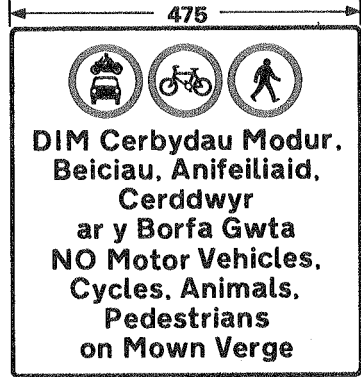 475
DIM Cerbydau Modur,
Beiciau, Anifeiliaid,
Cerddwyr
ar y Borfa Gwta
NO Motor Vehicles,
Cycles, Animals,
Pedestrians
on Mown Verge